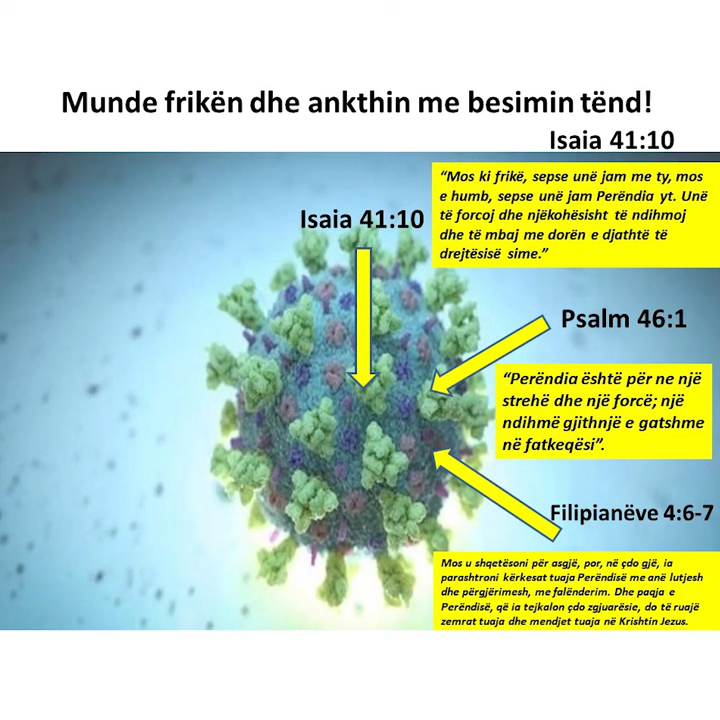 Munde frikën dhe ankthin me besimin tënd!
Isaia 41:10
“Mos ki frikë, sepse unë jam me ty, mos
e humb, sepse unë jam Perëndia yt. Unë
të forcoj dhe njëkohësisht të ndihmoj
dhe të mbaj me dorën e djathtë të
drejtësisë sime.”
Isaia 41:10
Psalm 46:1
“Perëndia është për ne një
strehë dhe një forcë; një
ndihmë gjithnjë e gatshme
në fatkeqësi”.
Filipianëve 4:6-7
Mos u shqetësoni për asgjë, por, në çdo gjë, ia
parashtroni kërkesat tuaja Perëndisë me anë lutjesh
dhe përgjërimesh, me falënderim. Dhe paqja e
Perëndisë, që ia tejkalon çdo zgjuarësie, do të ruajë
zemrat tuaja dhe mendjet tuaja në Krishtin Jezus.